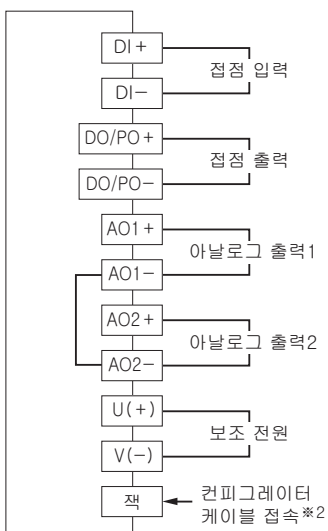 DI+
접점 입력
DI−
DO/PO+
접점 출력
DO/PO−
AO1+
아날로그 출력1
AO1−
AO2+
아날로그 출력2
AO2−
U(+)
보조 전원
V(−)
잭
컨피그레이터
케이블 접속※2